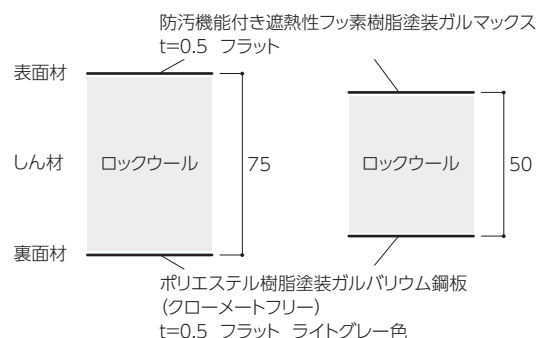 防汚機能付き遮熱性フッ素樹脂塗装ガルマックス
t=0.5 フラット
表面材
しん材 ロックウール 75 ロックウール 50
裏面材
ポリエステル樹脂塗装ガルバリウム鋼板
(クローメートフリー)
t=0.5 フラット ライトグレー色